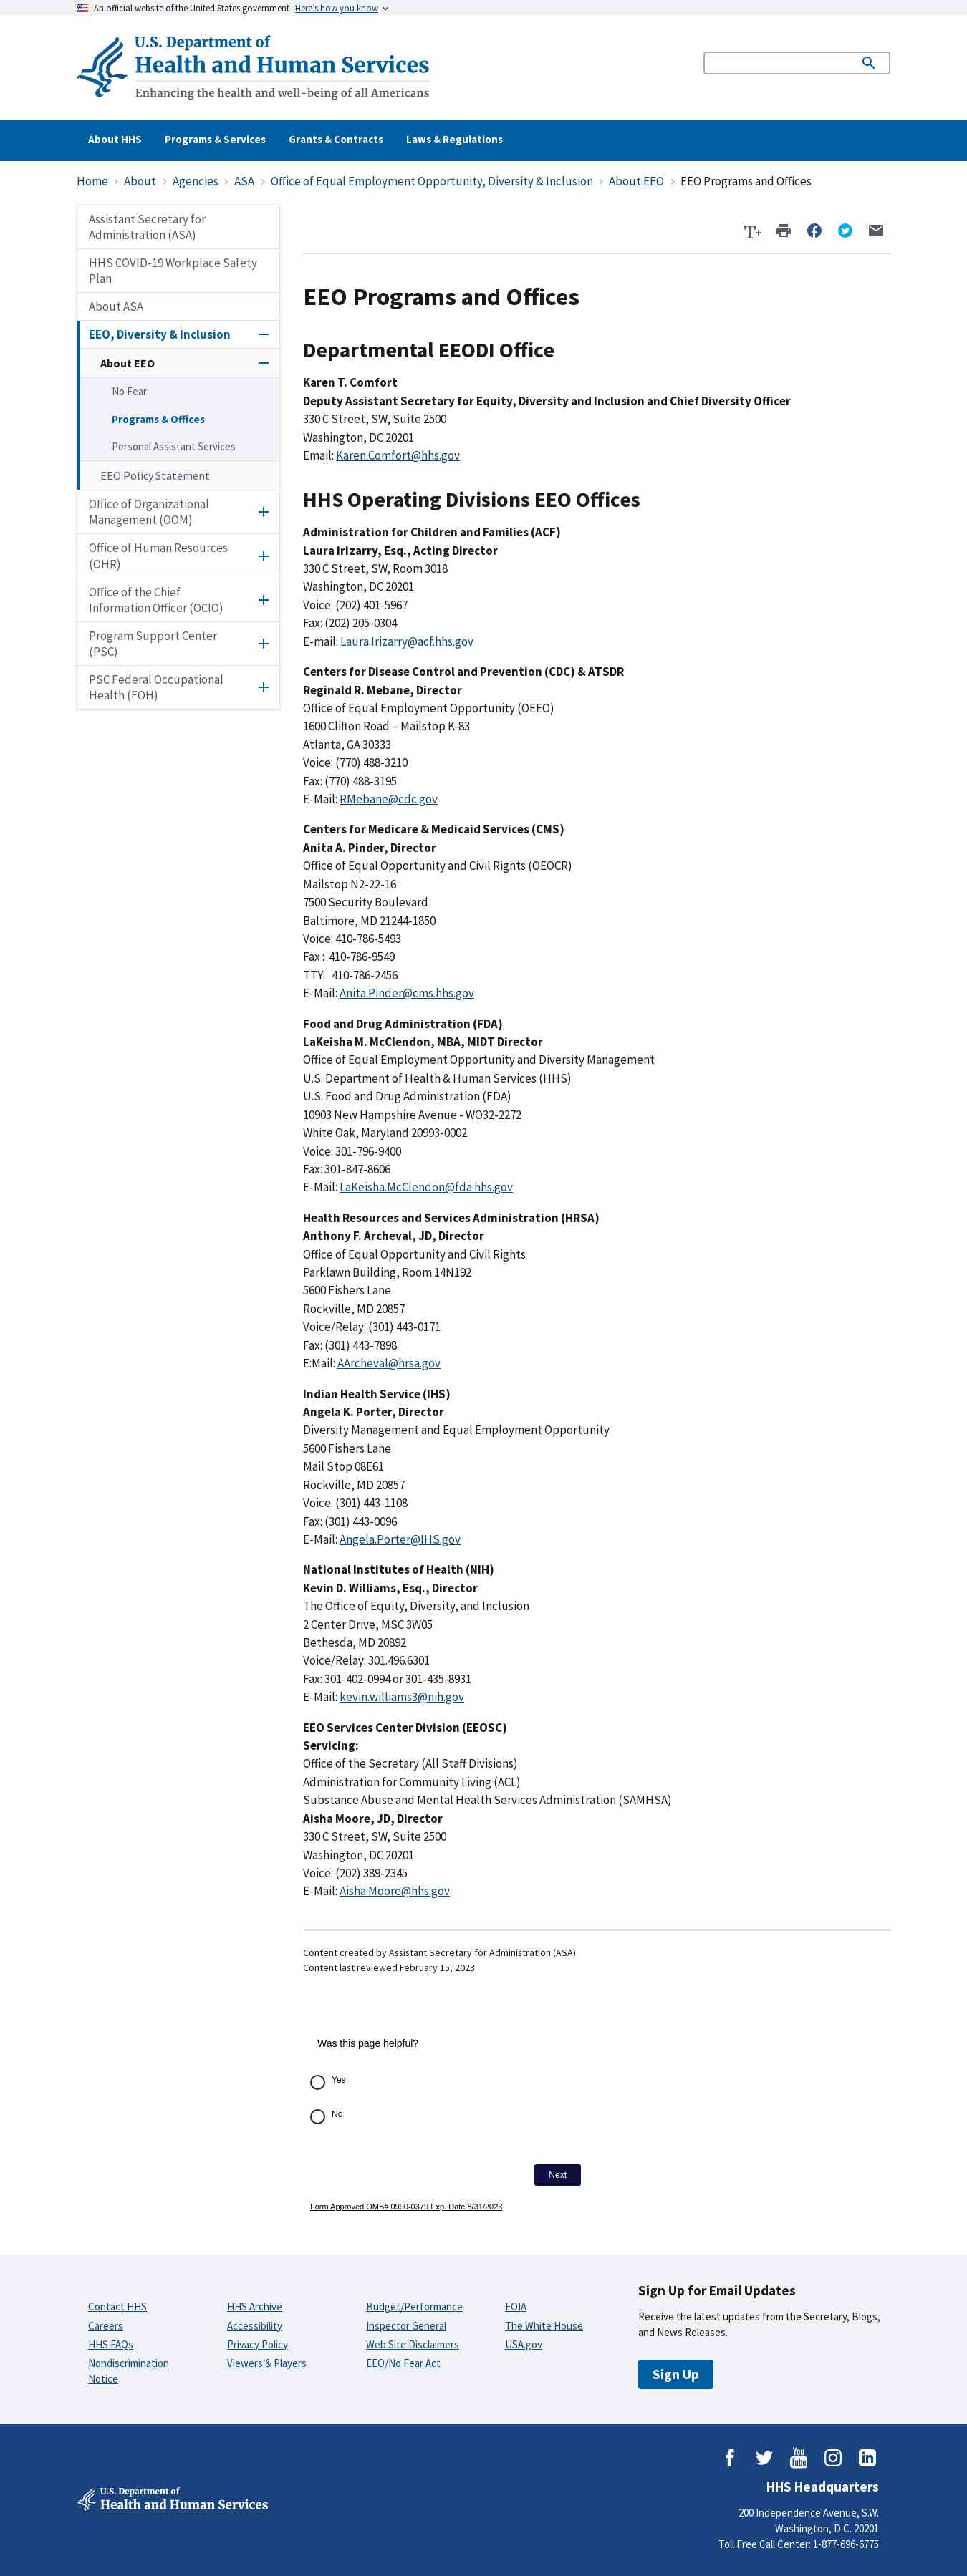 An official website of the United States government Here's how you know
U.S. Department of
Health and Human Services
Enhancing the health and well-being of all Americans
About HHS Programs & Services Grants & Contracts Laws & Regulations
Home › About › Agencies › ASA › Office of Equal Employment Opportunity, Diversity & Inclusion › About EEO › EEO Programs and Offices
Assistant Secretary for
Administration (ASA)
HHS COVID-19 Workplace Safety
Plan
About ASA
EEO, Diversity & Inclusion
About EEO
No Fear
Programs & Offices
Personal Assistant Services
EEO Policy Statement
Office of Organizational
Management (OOM)
Office of Human Resources
(OHR)
Office of the Chief
Information Officer (OCIO)
Program Support Center
(PSC)
PSC Federal Occupational
Health (FOH)
T+
EEO Programs and Offices
Departmental EEODI Office
Karen T. Comfort
Deputy Assistant Secretary for Equity, Diversity and Inclusion and Chief Diversity Officer
330 C Street, SW, Suite 2500
Washington, DC 20201
Email: Karen.Comfort@hhs.gov
HHS Operating Divisions EEO Offices
Administration for Children and Families (ACF)
Laura Irizarry, Esq., Acting Director
330 C Street, SW, Room 3018
Washington, DC 20201
Voice: (202) 401-5967
Fax: (202) 205-0304
E-mail: Laura.Irizarry@acf.hhs.gov
Centers for Disease Control and Prevention (CDC) & ATSDR
Reginald R. Mebane, Director
Office of Equal Employment Opportunity (OEEO)
1600 Clifton Road – Mailstop K-83
Atlanta, GA 30333
Voice: (770) 488-3210
Fax: (770) 488-3195
E-Mail: RMebane@cdc.gov
Centers for Medicare & Medicaid Services (CMS)
Anita A. Pinder, Director
Office of Equal Opportunity and Civil Rights (OEOCR)
Mailstop N2-22-16
7500 Security Boulevard
Baltimore, MD 21244-1850
Voice: 410-786-5493
Fax : 410-786-9549
TTY: 410-786-2456
E-Mail: Anita.Pinder@cms.hhs.gov
Food and Drug Administration (FDA)
LaKeisha M. McClendon, MBA, MIDT Director
Office of Equal Employment Opportunity and Diversity Management
U.S. Department of Health & Human Services (HHS)
U.S. Food and Drug Administration (FDA)
10903 New Hampshire Avenue - WO32-2272
White Oak, Maryland 20993-0002
Voice: 301-796-9400
Fax: 301-847-8606
E-Mail: LaKeisha.McClendon@fda.hhs.gov
Health Resources and Services Administration (HRSA)
Anthony F. Archeval, JD, Director
Office of Equal Opportunity and Civil Rights
Parklawn Building, Room 14N192
5600 Fishers Lane
Rockville, MD 20857
Voice/Relay: (301) 443-0171
Fax: (301) 443-7898
E:Mail: AArcheval@hrsa.gov
Indian Health Service (IHS)
Angela K. Porter, Director
Diversity Management and Equal Employment Opportunity
5600 Fishers Lane
Mail Stop 08E61
Rockville, MD 20857
Voice: (301) 443-1108
Fax: (301) 443-0096
E-Mail: Angela.Porter@IHS.gov
National Institutes of Health (NIH)
Kevin D. Williams, Esq., Director
The Office of Equity, Diversity, and Inclusion
2 Center Drive, MSC 3W05
Bethesda, MD 20892
Voice/Relay: 301.496.6301
Fax: 301-402-0994 or 301-435-8931
E-Mail: kevin.williams3@nih.gov
EEO Services Center Division (EEOSC)
Servicing:
Office of the Secretary (All Staff Divisions)
Administration for Community Living (ACL)
Substance Abuse and Mental Health Services Administration (SAMHSA)
Aisha Moore, JD, Director
330 C Street, SW, Suite 2500
Washington, DC 20201
Voice: (202) 389-2345
E-Mail: Aisha.Moore@hhs.gov
Content created by Assistant Secretary for Administration (ASA)
Content last reviewed February 15, 2023
Was this page helpful?
Yes
No
Next
Form Approved OMB# 0990-0379 Exp. Date 8/31/2023
Contact HHS
Careers
HHS FAQs
Nondiscrimination
Notice
HHS Archive
Accessibility
Privacy Policy
Viewers & Players
Budget/Performance
Inspector General
Web Site Disclaimers
EEO/No Fear Act
FOIA
The White House
USA.gov
Sign Up for Email Updates
Receive the latest updates from the Secretary, Blogs,
and News Releases.
Sign Up
You
Tube
U.S. Department of
Health and Human Services
HHS Headquarters
200 Independence Avenue, S.W.
Washington, D.C. 20201
Toll Free Call Center: 1-877-696-6775